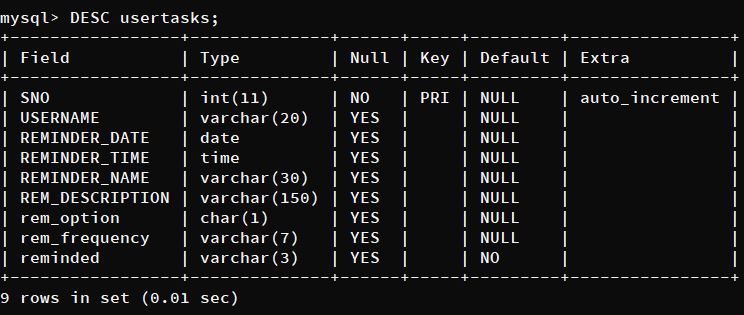 mysql> DESC usertasks;
+-----------------+--------------+------+-----+---------+----------------+
| Field           | Type         | Null | Key | Default | Extra          |
+-----------------+--------------+------+-----+---------+----------------+
| SNO             | int(11)      | NO   | PRI | NULL    | auto_increment |
| USERNAME        | varchar(20)  | YES  |     | NULL    |                |
| REMINDER_DATE   | date         | YES  |     | NULL    |                |
| REMINDER_TIME   | time         | YES  |     | NULL    |                |
| REMINDER_NAME   | varchar(30)  | YES  |     | NULL    |                |
| REM_DESCRIPTION | varchar(150) | YES  |     | NULL    |                |
| rem_option      | char(1)      | YES  |     | NULL    |                |
| rem_frequency   | varchar(7)   | YES  |     | NULL    |                |
| reminded        | varchar(3)   | YES  |     | NO      |                |
+-----------------+--------------+------+-----+---------+----------------+
9 rows in set (0.01 sec)